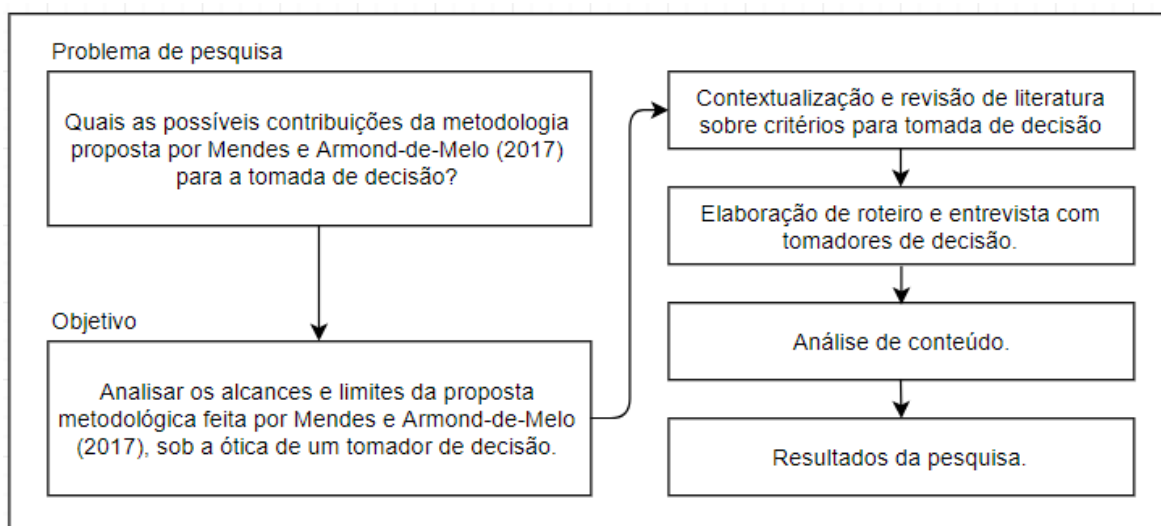 Problema de pesquisa
Quais as possíveis contribuições da metodologia
proposta por Mendes e Armond-de-Melo (2017)
para a tomada de decisão?
Objetivo
Analisar os alcances e limites da proposta
metodológica feita por Mendes e Armond-de-Melo
(2017), sob a ótica de um tomador de decisão.
Contextualização e revisão de literatura
sobre critérios para tomada de decisão
Elaboração de roteiro e entrevista com
tomadores de decisão.
Análise de conteúdo.
Resultados da pesquisa.